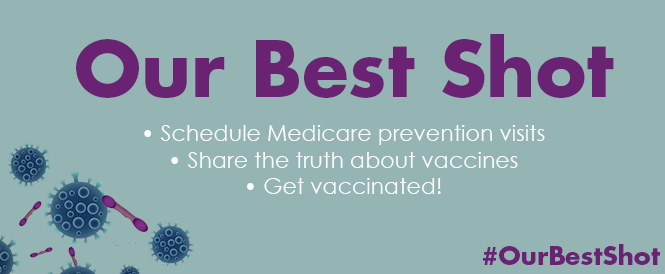 Our Best Shot
• Schedule Medicare prevention visits
• Share the truth about vaccines
• Get vaccinated!
#OurBestShot